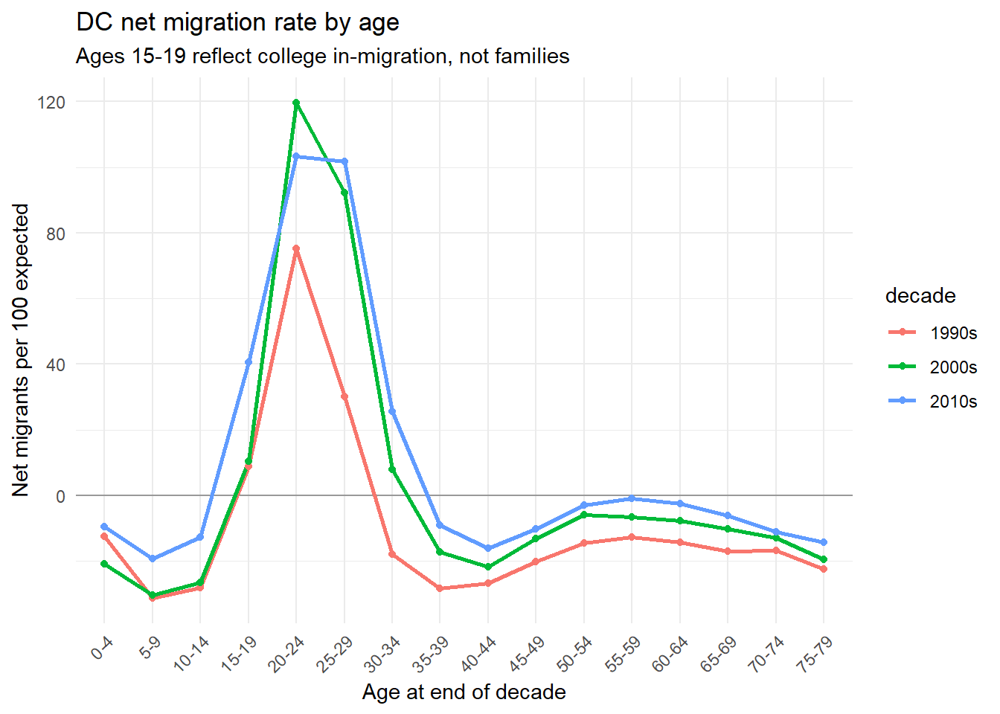 DC net migration rate by age
Ages 15-19 reflect college in-migration, not families
Net migrants per 100 expected
120
80
40
0
0-4
5-9
10-14
15-19
20-24
25-29
30-34
35-39
40-44
45-49
50-54
55-59
60-64
65-69
70-74
75-79
Age at end of decade
decade
1990s
2000s
2010s